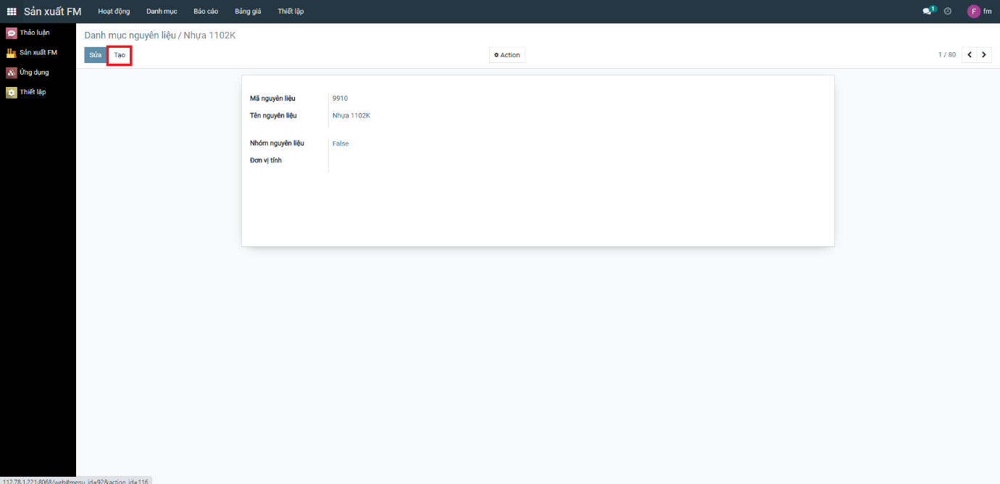 Sản xuất FM Hoạt động Danh mục Báo cáo Bảng giá Thiết lập 1 F fm
Thảo luận
Sản xuất FM
Ứng dụng
Thiết lập
Danh mục nguyên liệu / Nhựa 1102K
Sửa Tạo Action 1 / 80
Mã nguyên liệu 9910
Tên nguyên liệu Nhựa 1102K
Nhóm nguyên liệu False
Đơn vị tính
112.78.1.221:8068/web#menu_id=92&action_id=116